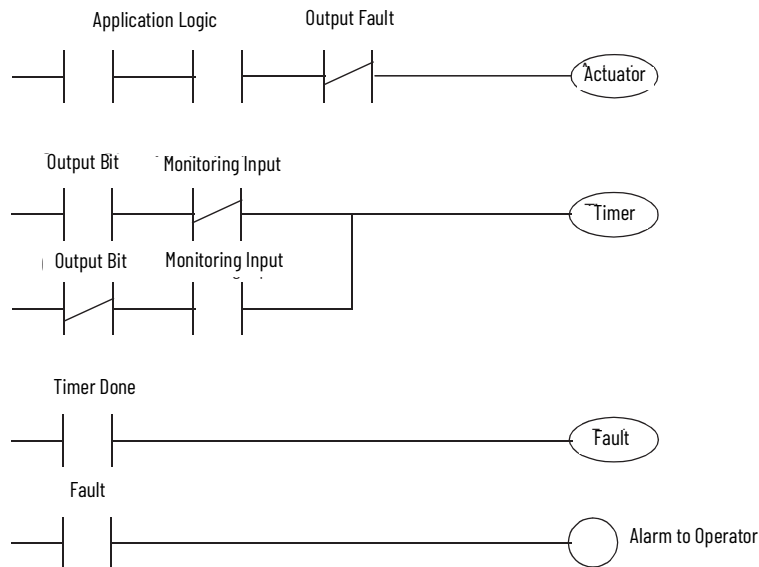 Application Logic
Output Fault
Actuator
Output Bit
Monitoring Input
Timer
Output Bit
Monitoring Input
Timer Done
Fault
Fault
Alarm to Operator